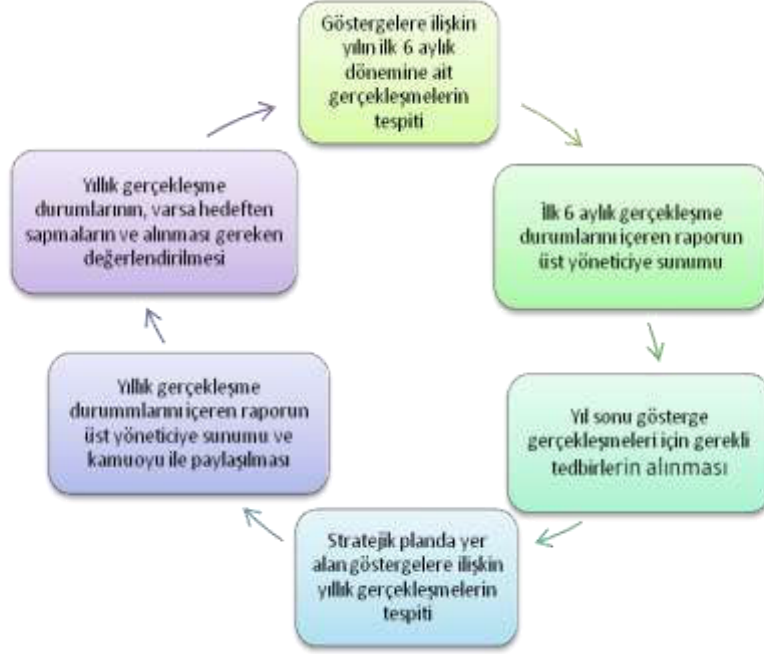 Göstergelere ilişkin
yılın ilk 6 aylık
dönemine ait
gerçekleşmelerin
tespiti
İlk 6 aylık gerçekleşme
durumlarını içeren raporun
üst yöneticiye sunumu
Yıl sonu gösterge
gerçekleşmeleri için gerekli
tedbirlerin alınması
Stratejik planda yer
alan göstergelere ilişkin
yıllık gerçekleşmelerin
tespiti
Yıllık gerçekleşme
durummlarını içeren raporun
üst yöneticiye sunumu ve
kamuoyu ile paylaşılması
Yıllık gerçekleşme
durumlarının, varsa hedeften
sapmaların ve alınması gereken
değerlendirilmesi